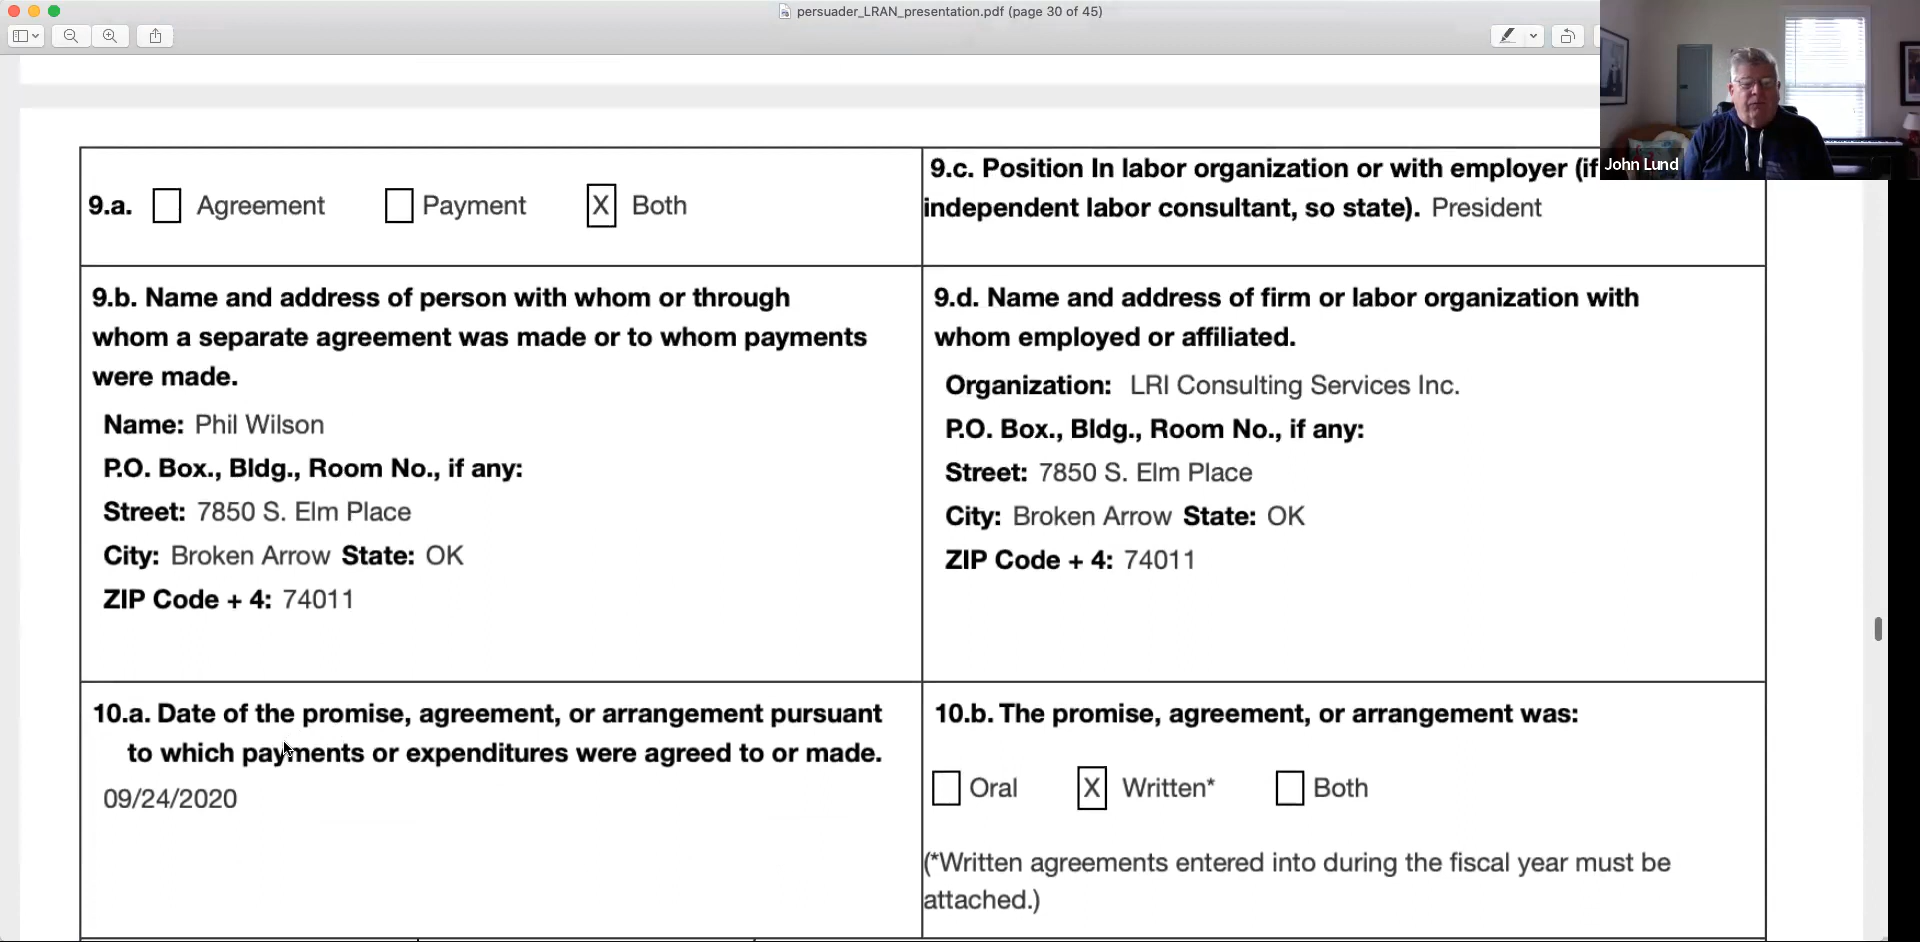 persuader_LRAN_presentation.pdf (page 30 of 45)
John Lund
9.a. Agreement Payment X Both
9.c. Position In labor organization or with employer (if
independent labor consultant, so state). President
9.b. Name and address of person with whom or through
whom a separate agreement was made or to whom payments
were made.
Name: Phil Wilson
P.O. Box., Bldg., Room No., if any:
Street: 7850 S. Elm Place
City: Broken Arrow State: OK
ZIP Code + 4: 74011
9.d. Name and address of firm or labor organization with
whom employed or affiliated.
Organization: LRI Consulting Services Inc.
P.O. Box., Bldg., Room No., if any:
Street: 7850 S. Elm Place
City: Broken Arrow State: OK
ZIP Code + 4: 74011
10.a. Date of the promise, agreement, or arrangement pursuant
to which payments or expenditures were agreed to or made.
09/24/2020
10.b. The promise, agreement, or arrangement was:
Oral X Written* Both
(*Written agreements entered into during the fiscal year must be
attached.)